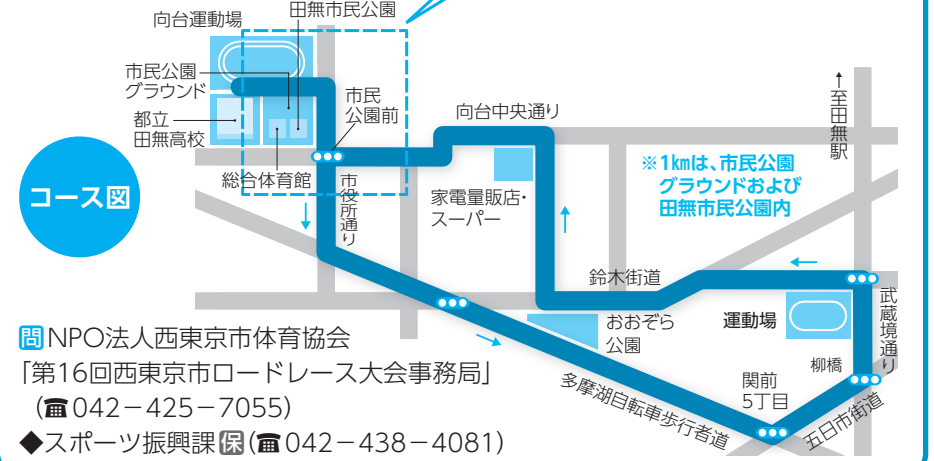 田無市民公園
向台運動場
市民公園
グラウンド
都立
田無高校
市民
公園前
向台中央通り
↑至田無駅
総合体育館
市役所通り
家電量販店・
スーパー
※1kmは、市民公園
グラウンドおよび
田無市民公園内
コース図
鈴木街道
おおぞら
公園
運動場
武蔵境通り
柳橋
関前
5丁目
五日市街道
多摩湖自転車歩行者道
問NPO法人西東京市体育協会
「第16回西東京市ロードレース大会事務局」
(☎042-425-7055)
◆スポーツ振興課保(☎042-438-4081)